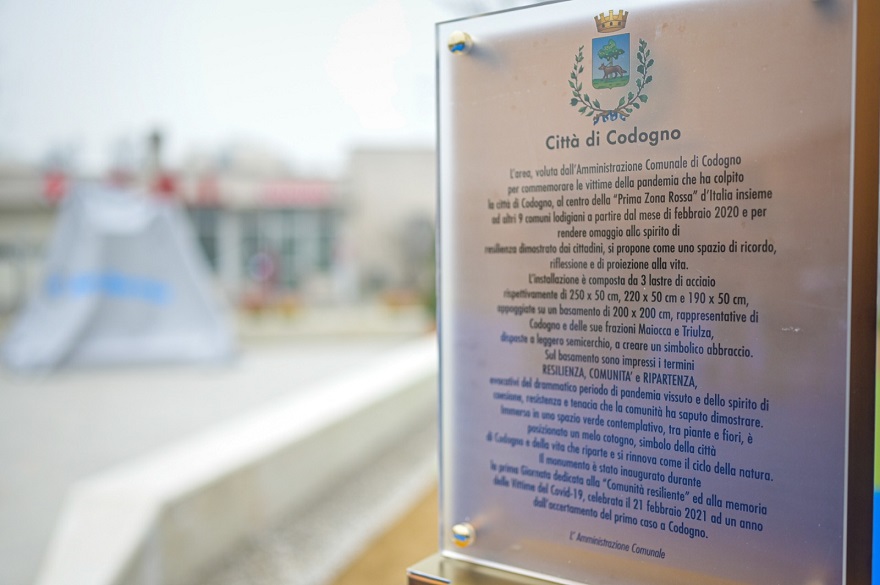 Città di Codogno
L'area, voluta dall'Amministrazione Comunale di Codogno
per commemorare le vittime della pandemia che ha colpito
la città di Codogno, al centro della "Prima Zona Rossa" d'Italia insieme
ad altri 9 comuni lodigiani a partire dal mese di febbraio 2020 e per
rendere omaggio allo spirito di
resilienza dimostrato dai cittadini, si propone come uno spazio di ricordo,
riflessione e di proiezione alla vita.
L'installazione è composta da 3 lastre di acciaio
rispettivamente di 250 x 50 cm, 220 x 50 cm e 190 x 50 cm,
appoggiate su un basamento di 200 x 200 cm, rappresentative di
Codogno e delle sue frazioni Maiocca e Triulza,
disposte a leggero semicerchio, a creare un simbolico abbraccio.
Sul basamento sono impressi i termini
RESILIENZA, COMUNITA' e RIPARTENZA,
evocativi del drammatico periodo di pandemia vissuto e dello spirito di
coesione, resistenza e tenacia che la comunità ha saputo dimostrare.
Immerso in uno spazio verde contemplativo, tra piante e fiori, è
posizionato un melo cotogno, simbolo della città
di Codogno e della vita che riparte e si rinnova come il ciclo della natura.
Il monumento è stato inaugurato durante
la prima Giornata dedicata alla "Comunità resiliente" ed alla memoria
delle Vittime del Covid-19, celebrata il 21 febbraio 2021 ad un anno
dall'accertamento del primo caso a Codogno.
L' Amministrazione Comunale